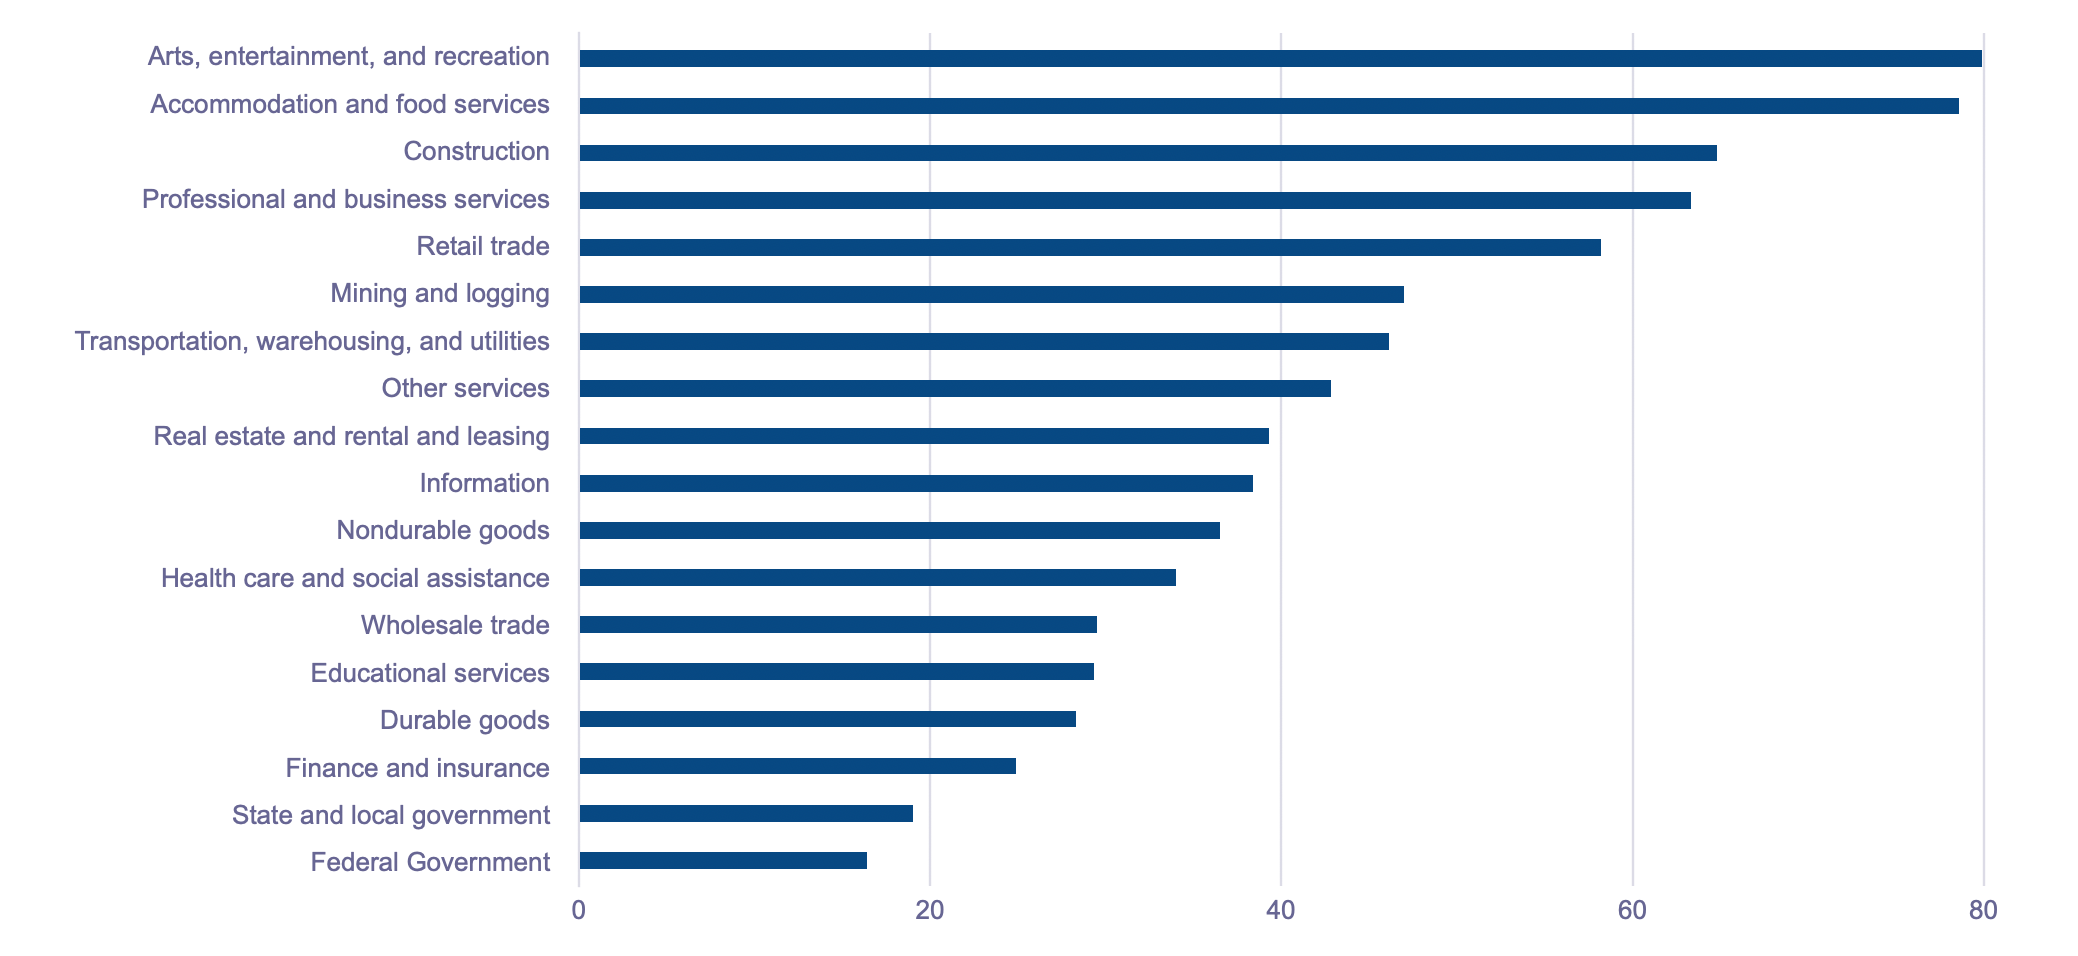 Arts, entertainment, and recreation
Accommodation and food services
Construction
Professional and business services
Retail trade
Mining and logging
Transportation, warehousing, and utilities
Other services
Real estate and rental and leasing
Information
Nondurable goods
Health care and social assistance
Wholesale trade
Educational services
Durable goods
Finance and insurance
State and local government
Federal Government
0 20 40 60 80